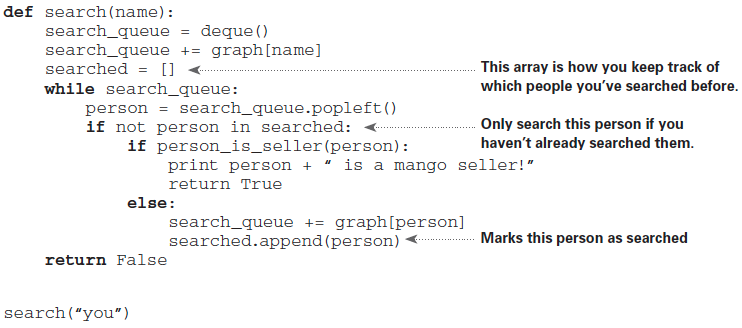 def search(name):
    search_queue = deque()
    search_queue += graph[name]
    searched = []
This array is how you keep track of
which people you’ve searched before.
    while search_queue:
        person = search_queue.popleft()
        if not person in searched:
Only search this person if you
haven’t already searched them.
            if person_is_seller(person):
                print person + “ is a mango seller!”
                return True
            else:
                search_queue += graph[person]
                searched.append(person)
Marks this person as searched
    return False
search(“you”)